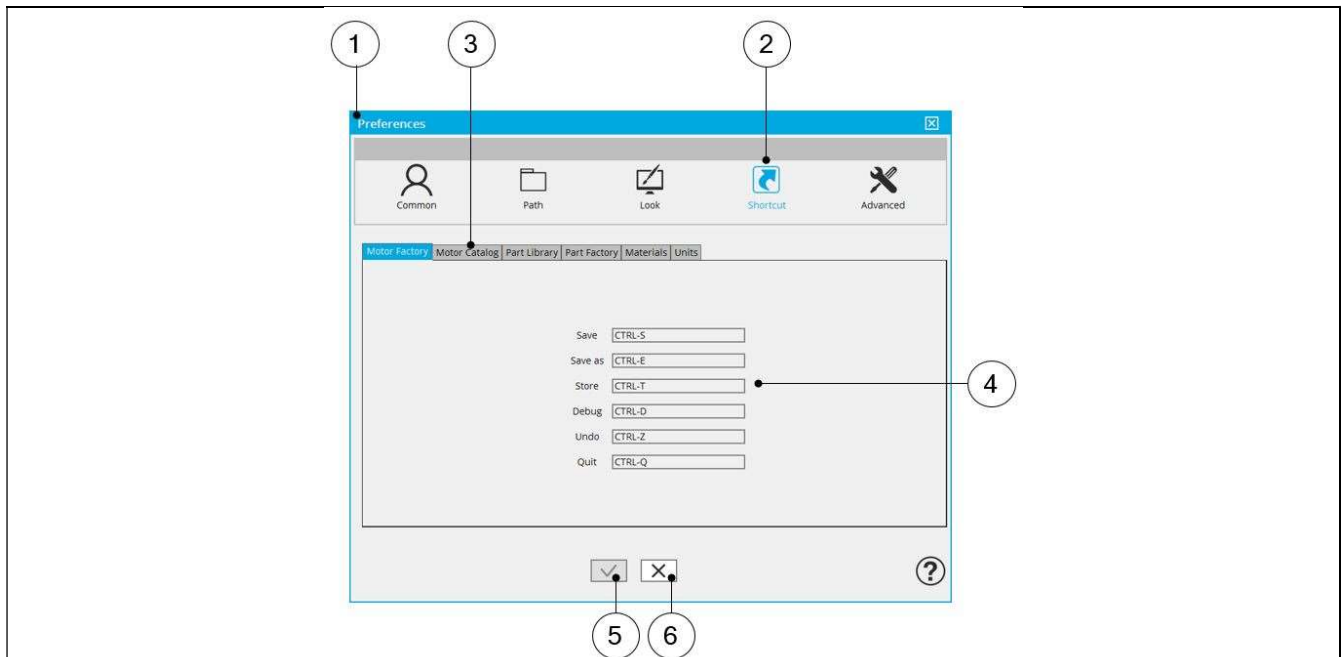 1 3 2
Preferences
Common Path Look Shortcut Advanced
Motor Factory Motor Catalog Part Library Part Factory Materials Units
Save CTRL-S
Save as CTRL-E
Store CTRL-T
4
Debug CTRL-D
Undo CTRL-Z
Quit CTRL-Q
?
5 6